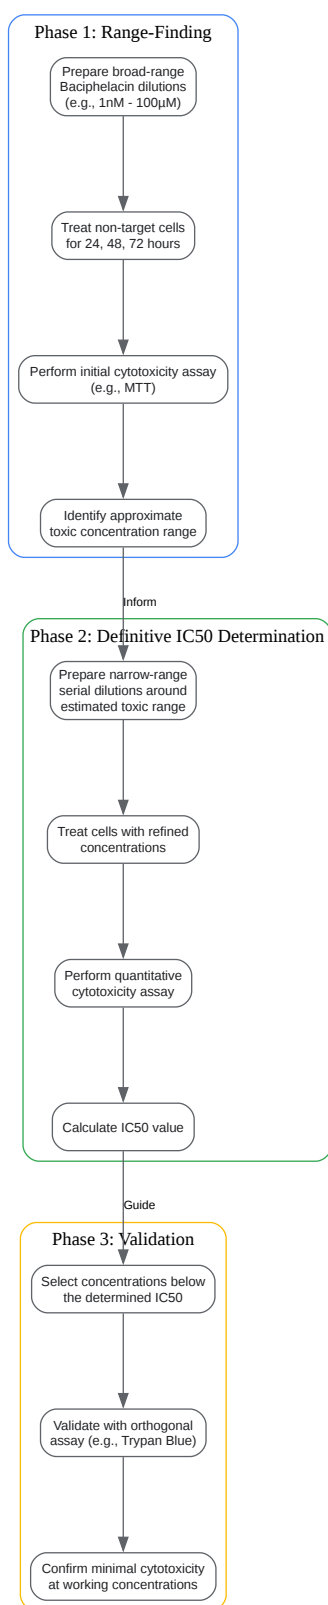 Phase 1: Range-Finding
Prepare broad-range
Baciphelacin dilutions
(e.g., 1nM - 100μM)
Treat non-target cells
for 24, 48, 72 hours
Perform initial cytotoxicity assay
(e.g., MTT)
Identify approximate
toxic concentration range
Inform
Phase 2: Definitive IC50 Determination
Prepare narrow-range
serial dilutions around
estimated toxic range
Treat cells with refined
concentrations
Perform quantitative
cytotoxicity assay
Calculate IC50 value
Guide
Phase 3: Validation
Select concentrations below
the determined IC50
Validate with orthogonal
assay (e.g., Trypan Blue)
Confirm minimal cytotoxicity
at working concentrations